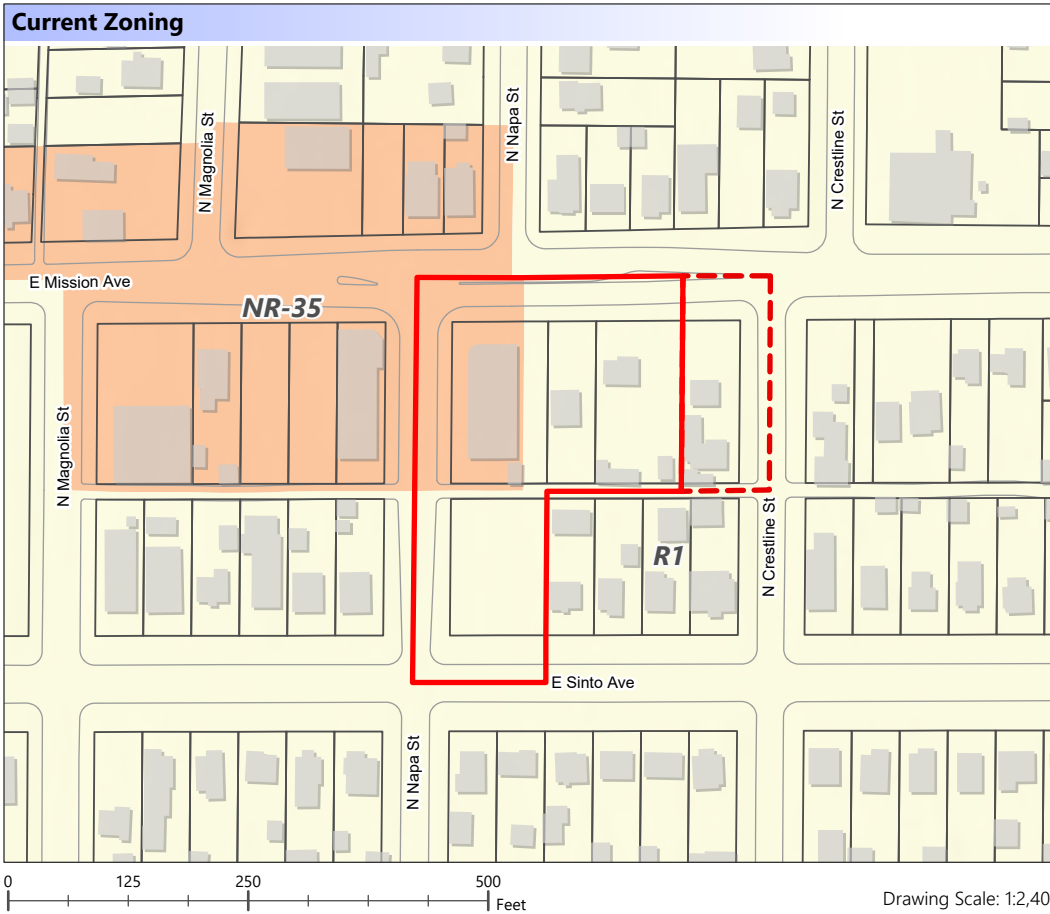 Current Zoning
N Magnolia St
N Napa St
N Crestline St
E Mission Ave
NR-35
N Magnolia St
R1
N Crestline St
E Sinto Ave
N Napa St
0 125 250 500
Feet
Drawing Scale: 1:2,40